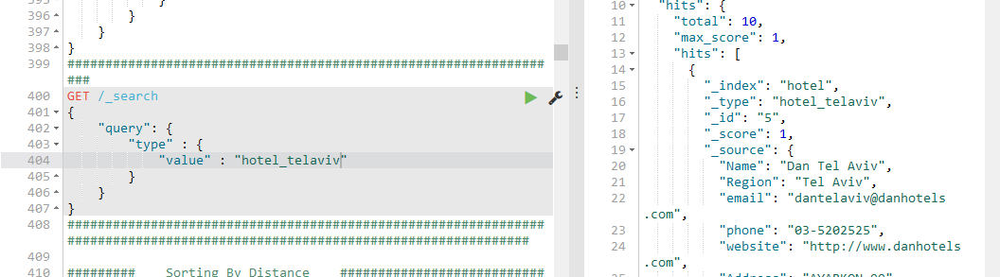 395 }
396 }
397 }
398 }
399 ###############################################################
###
400 GET /_search
401 {
402 "query": {
403 "type" : {
404 "value" : "hotel_telaviv"
405 }
406 }
407 }
408 ###############################################################
#############################################################
409
410 ######### Sorting By Distance ###########################
10 "hits": {
11 "total": 10,
12 "max_score": 1,
13 "hits": [
14 {
15 "_index": "hotel",
16 "_type": "hotel_telaviv",
17 "_id": "5",
18 "_score": 1,
19 "_source": {
20 "Name": "Dan Tel Aviv",
21 "Region": "Tel Aviv",
22 "email": "dantelaviv@danhotels
.com",
23 "phone": "03-5202525",
24 "website": "http://www.danhotels
.com",